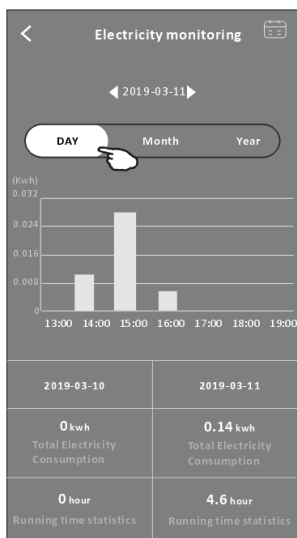 Electricity monitoring
2019-03-11
DAY Month Year
(Kwh)
0.032
0.024
0.016
0.008
0
13:00 14:00 15:00 16:00 17:00 18:00 19:00
2019-03-10 2019-03-11
0 kwh 0.14 kwh
Total Electricity Total Electricity
Consumption Consumption
0 hour 4.6 hour
Running time statistics Running time statistics